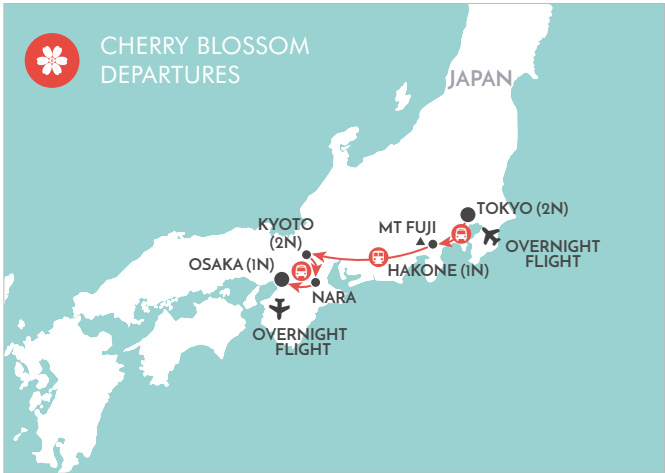 CHERRY BLOSSOM
DEPARTURES
JAPAN
TOKYO (2N)
KYOTO
(2N)
MT FUJI
OVERNIGHT
FLIGHT
OSAKA (1N)
HAKONE (1N)
NARA
OVERNIGHT
FLIGHT